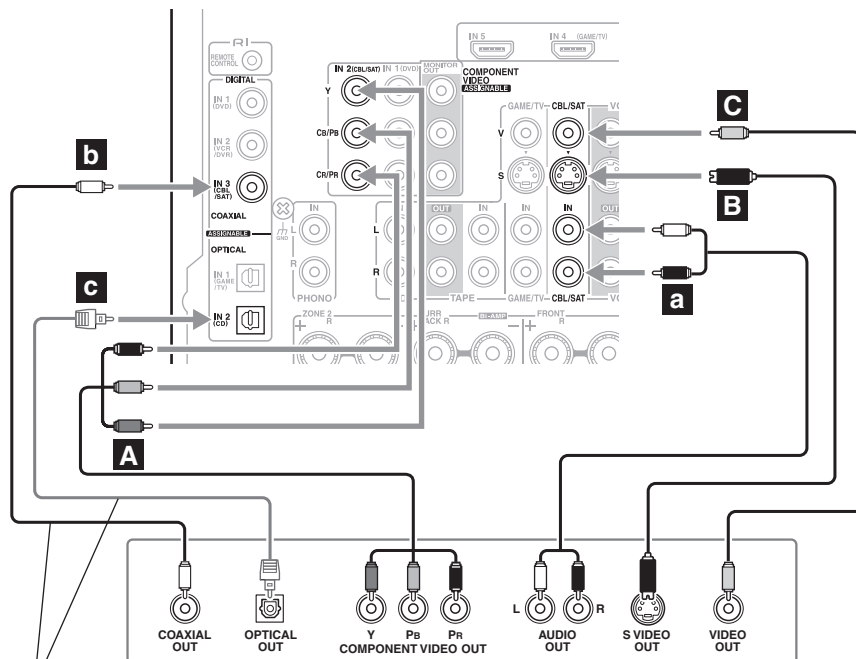 IN 5
IN 4 (GAME/TV)
RI
REMOTE CONTROL
DIGITAL
IN 1 (DVD)
IN 2 (VCR /DVR)
IN 3 (CBL /SAT)
COAXIAL
ASSIGNABLE
OPTICAL
IN 1 (GAME /TV)
IN 2 (CD)
GND
IN 2 (CBL/SAT)
IN 1 (DVD)
MONITOR OUT
COMPONENT VIDEO
ASSIGNABLE
Y
CB/PB
CR/PR
GAME/TV
CBL/SAT
V
S
IN
L
R
PHONO
L
R
OUT
IN
IN
IN
OUT
TAPE
GAME/TV
CBL/SAT
ZONE 2
R
BI-AMP
FRONT
R
b
c
A
C
B
a
COAXIAL OUT
OPTICAL OUT
Y
PB
PR
COMPONENT VIDEO OUT
L
R
AUDIO OUT
S VIDEO OUT
VIDEO OUT